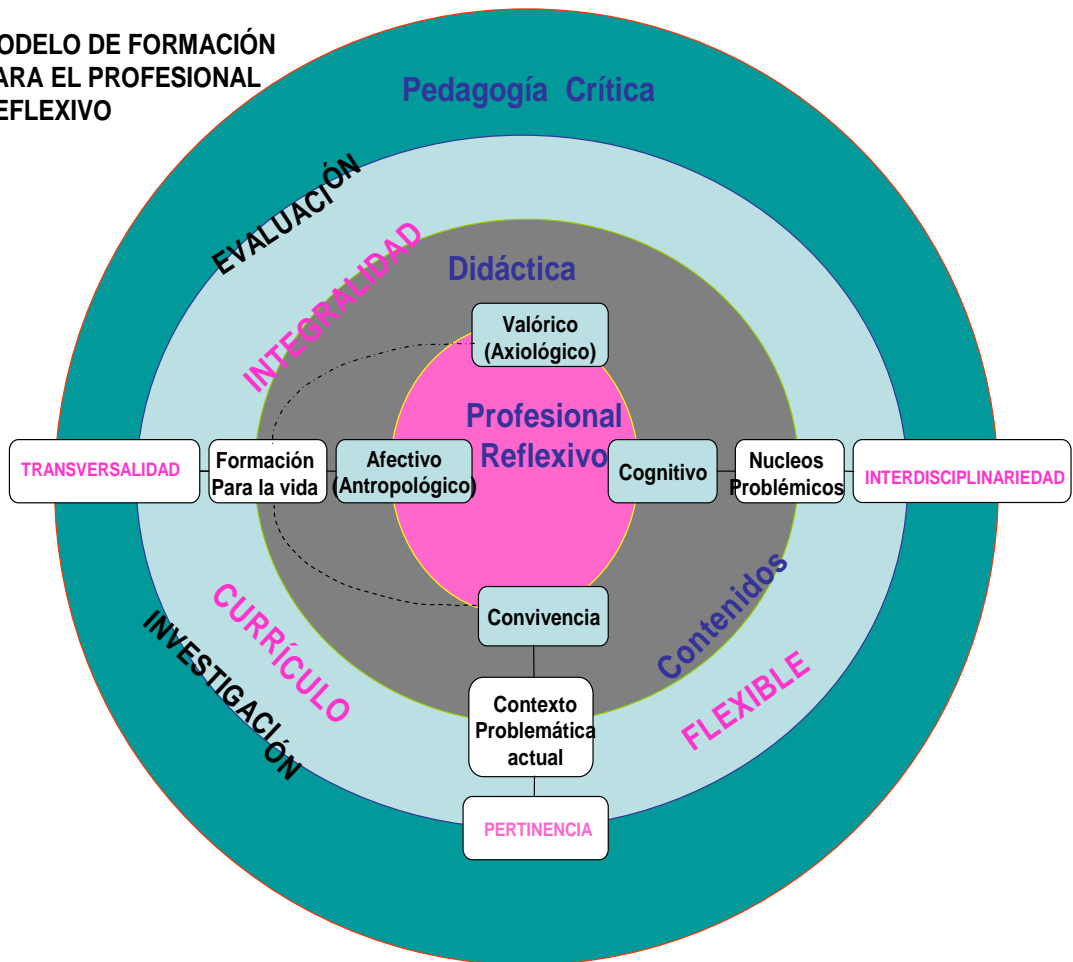 ODELO DE FORMACIÓN
ARA EL PROFESIONAL
EFLEXIVO
Pedagogía Crítica
EVALUACIÓN
INTEGRALIDAD
Didáctica
Valórico
(Axiológico)
Profesional
Reflexivo
TRANSVERSALIDAD
Formación
Para la vida
Afectivo
(Antropológico)
Cognitivo
Nucleos
Problémicos
INTERDISCIPLINARIEDAD
Convivencia
Contenidos
CURRÍCULO
INVESTIGACIÓN
FLEXIBLE
Contexto
Problemática
actual
PERTINENCIA